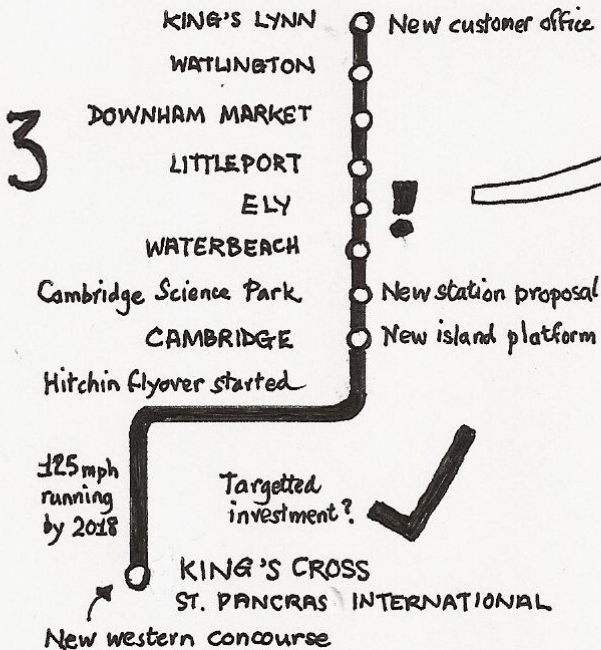 KING'S LYNN New customer office
WATLINGTON
3
DOWNHAM MARKET
LITTLEPORT
ELY !
WATERBEACH
Cambridge Science Park New station proposal
CAMBRIDGE New island platform
Hitchin flyover started
125mph
running
by 2018
Targetted
investment?
KING'S CROSS
ST. PANCRAS INTERNATIONAL
New western concourse